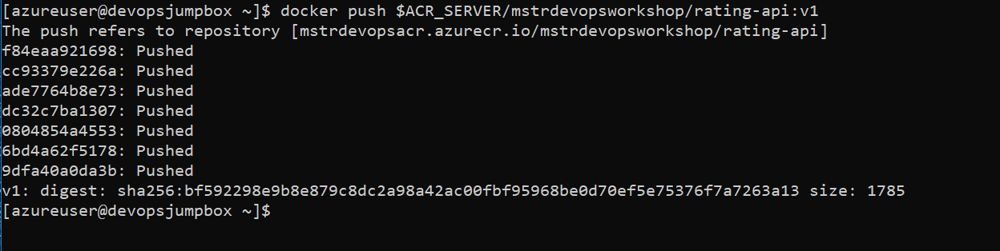 [azureuser@devopsjumpbox ~]$ docker push $ACR_SERVER/mstrdevopsworkshop/rating-api:v1
The push refers to repository [mstrdevopsacr.azurecr.io/mstrdevopsworkshop/rating-api]
f84eaa921698: Pushed
cc93379e226a: Pushed
ade7764b8e73: Pushed
dc32c7ba1307: Pushed
0804854a4553: Pushed
6bd4a62f5178: Pushed
9dfa40a0da3b: Pushed
v1: digest: sha256:bf592298e9b8e879c8dc2a98a42ac00fbf95968be0d70ef5e75376f7a7263a13 size: 1785
[azureuser@devopsjumpbox ~]$